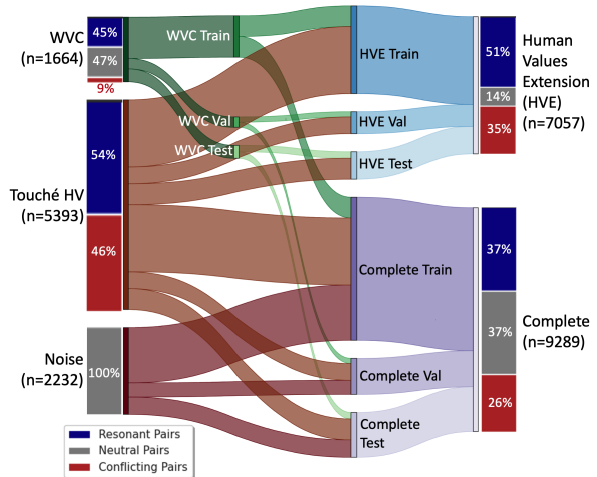 WVC
(n=1664)
45%
47%
9%
Touché HV
(n=5393)
54%
46%
Noise
(n=2232)
100%
WVC Train
WVC Val
WVC Test
HVE Train
HVE Val
HVE Test
Complete Train
Complete Val
Complete
Test
51%
14%
35%
Human
Values
Extension
(HVE)
(n=7057)
37%
37%
26%
Complete
(n=9289)
Resonant Pairs
Neutral Pairs
Conflicting Pairs